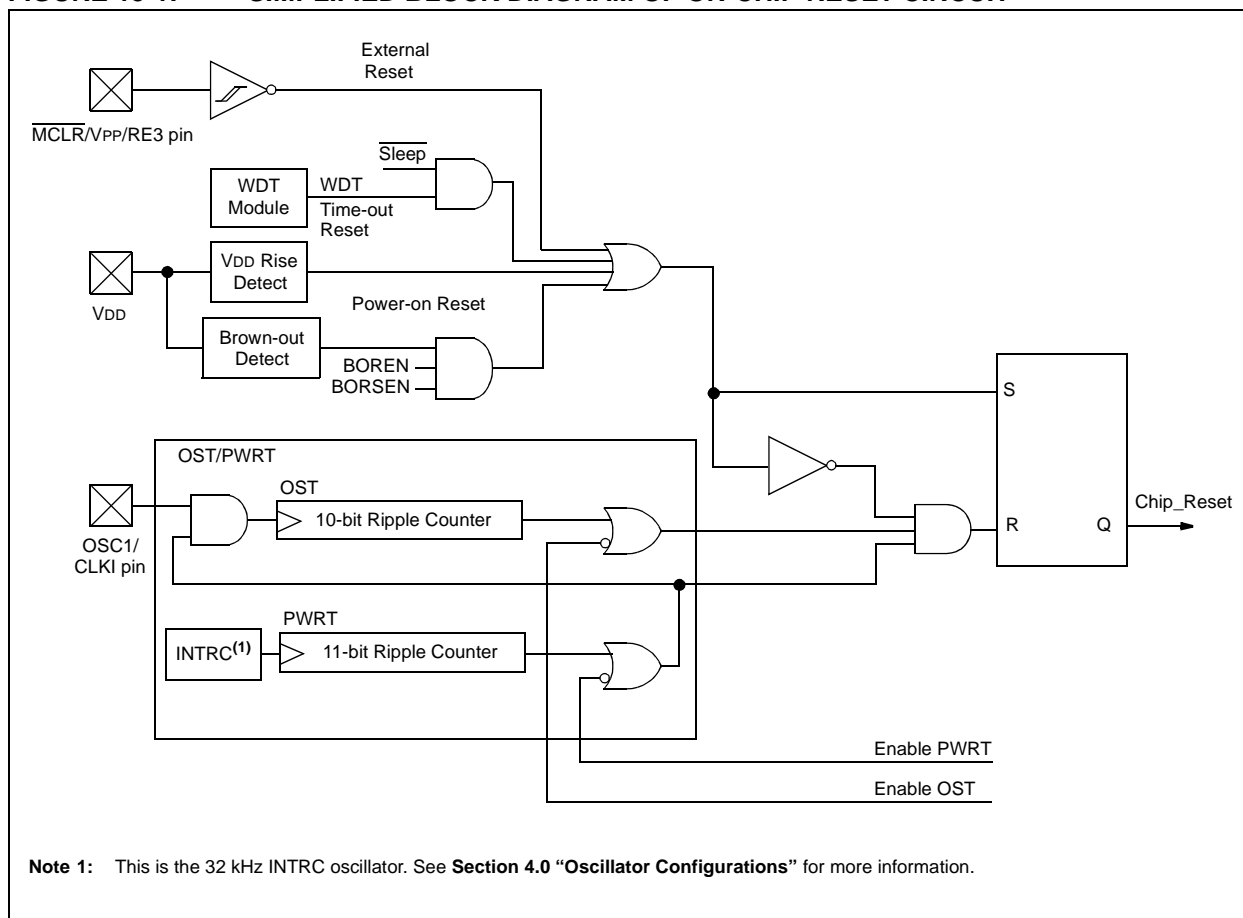 External
Reset
MCLR/VPP/RE3 pin
Sleep
WDT
Module
WDT
Time-out
Reset
VDD
VDD Rise
Detect
Power-on Reset
Brown-out
Detect
BOREN
BORSEN
S
OST/PWRT
OST
10-bit Ripple Counter
OSC1/
CLKI pin
R
Q
Chip_Reset
PWRT
INTRC(1)
11-bit Ripple Counter
Enable PWRT
Enable OST
Note 1: This is the 32 kHz INTRC oscillator. See Section 4.0 “Oscillator Configurations” for more information.